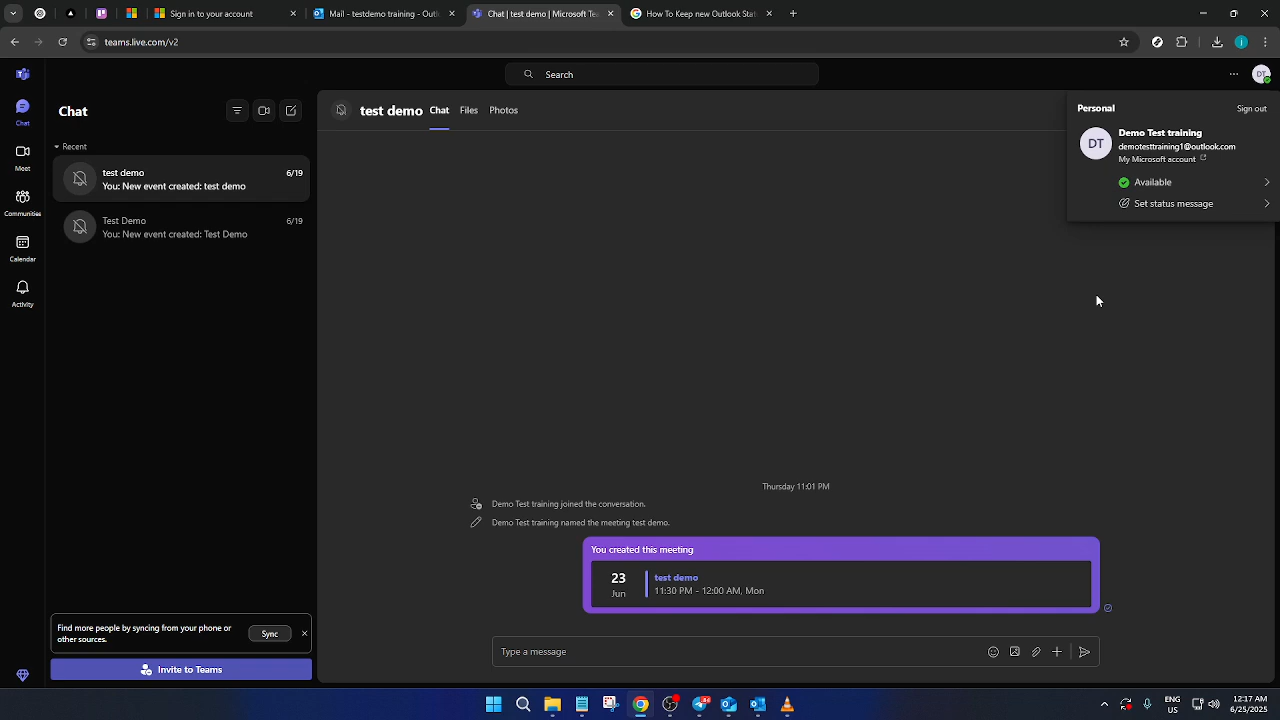 Sign in to your account
Mail - testdemo training - Outl
Chat | test demo | Microsoft Te
How To Keep new Outlook Stat
teams.live.com/v2
Search
DT
Chat
Chat
Meet
Communities
Calendar
Activity
Recent
test demo 6/19
You: New event created: test demo
Test Demo 6/19
You: New event created: Test Demo
test demo Chat Files Photos
Personal Sign out
DT
Demo Test training
demotesttraining1@outlook.com
My Microsoft account
Available
Set status message
Thursday 11:01 PM
Demo Test training joined the conversation.
Demo Test training named the meeting test demo.
You created this meeting
23
Jun
test demo
11:30 PM - 12:00 AM, Mon
Find more people by syncing from your phone or
other sources.
Sync
Invite to Teams
Type a message
ENG
US
12:17 AM
6/25/2025